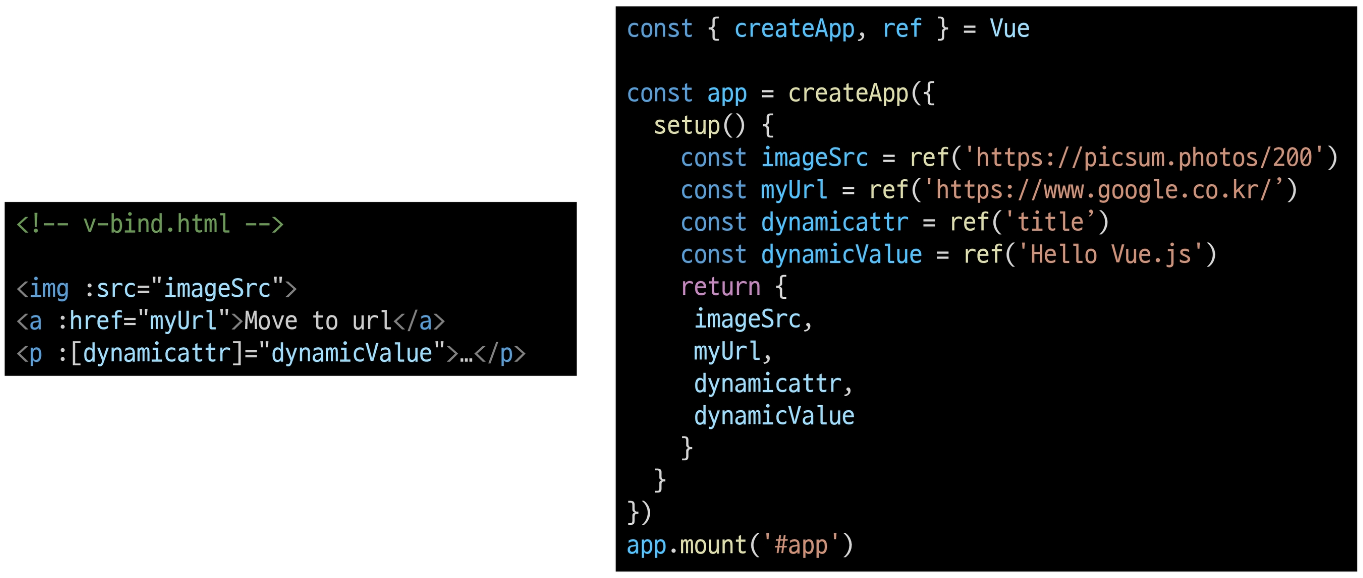 <!-- v-bind.html -->
<img :src="imageSrc">
<a :href="myUrl">Move to url</a>
<p :[dynamicattr]="dynamicValue">…</p>
const { createApp, ref } = Vue
const app = createApp({
setup() {
const imageSrc = ref('https://picsum.photos/200')
const myUrl = ref('https://www.google.co.kr/’)
const dynamicattr = ref('title’)
const dynamicValue = ref('Hello Vue.js')
return {
imageSrc,
myUrl,
dynamicattr,
dynamicValue
}
}
})
app.mount('#app')